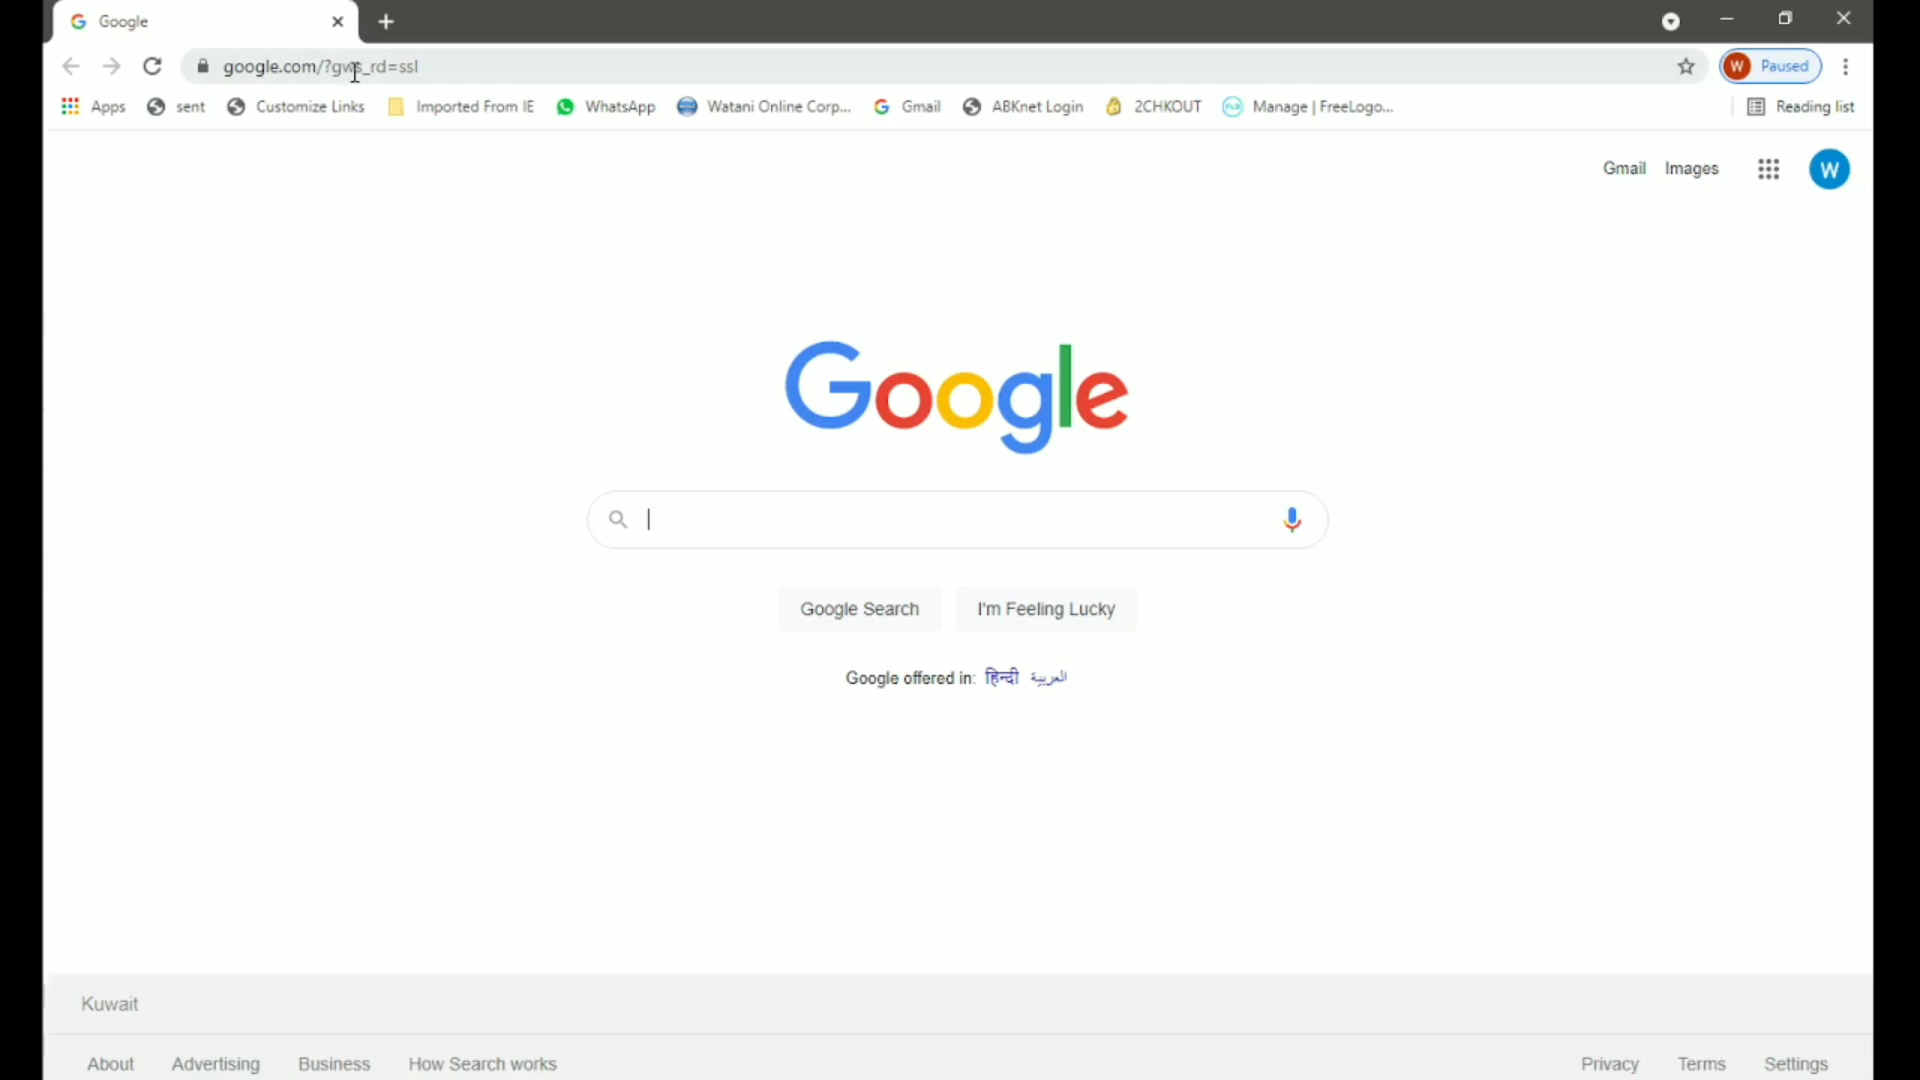 Google
google.com/?gws_rd=ssl
W Paused
Apps sent Customize Links Imported From IE WhatsApp Watani Online Corp... Gmail ABKnet Login 2CHKOUT FLD Manage | FreeLogo... Reading list
Gmail Images W
Google
Google Search I'm Feeling Lucky
Google offered in: हिन्दी العربية
Kuwait
About Advertising Business How Search works Privacy Terms Settings